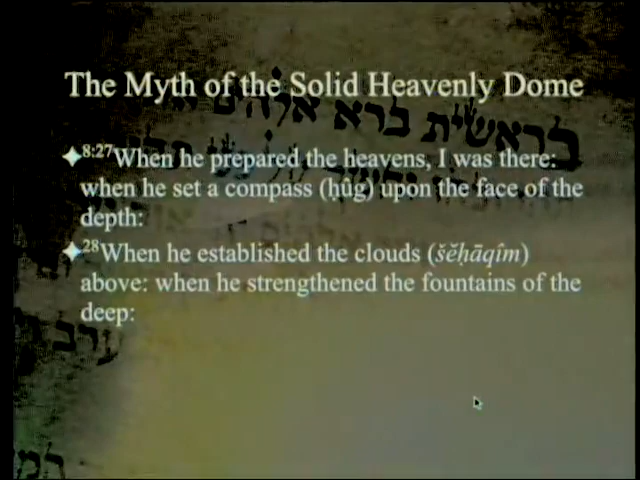 The Myth of the Solid Heavenly Dome
בראשית ברא אלהים
✦8:27When he prepared the heavens, I was there:
when he set a compass (ḥûg) upon the face of the
depth:
✦28When he established the clouds (šĕḥāqîm)
above: when he strengthened the fountains of the
deep:
ערב